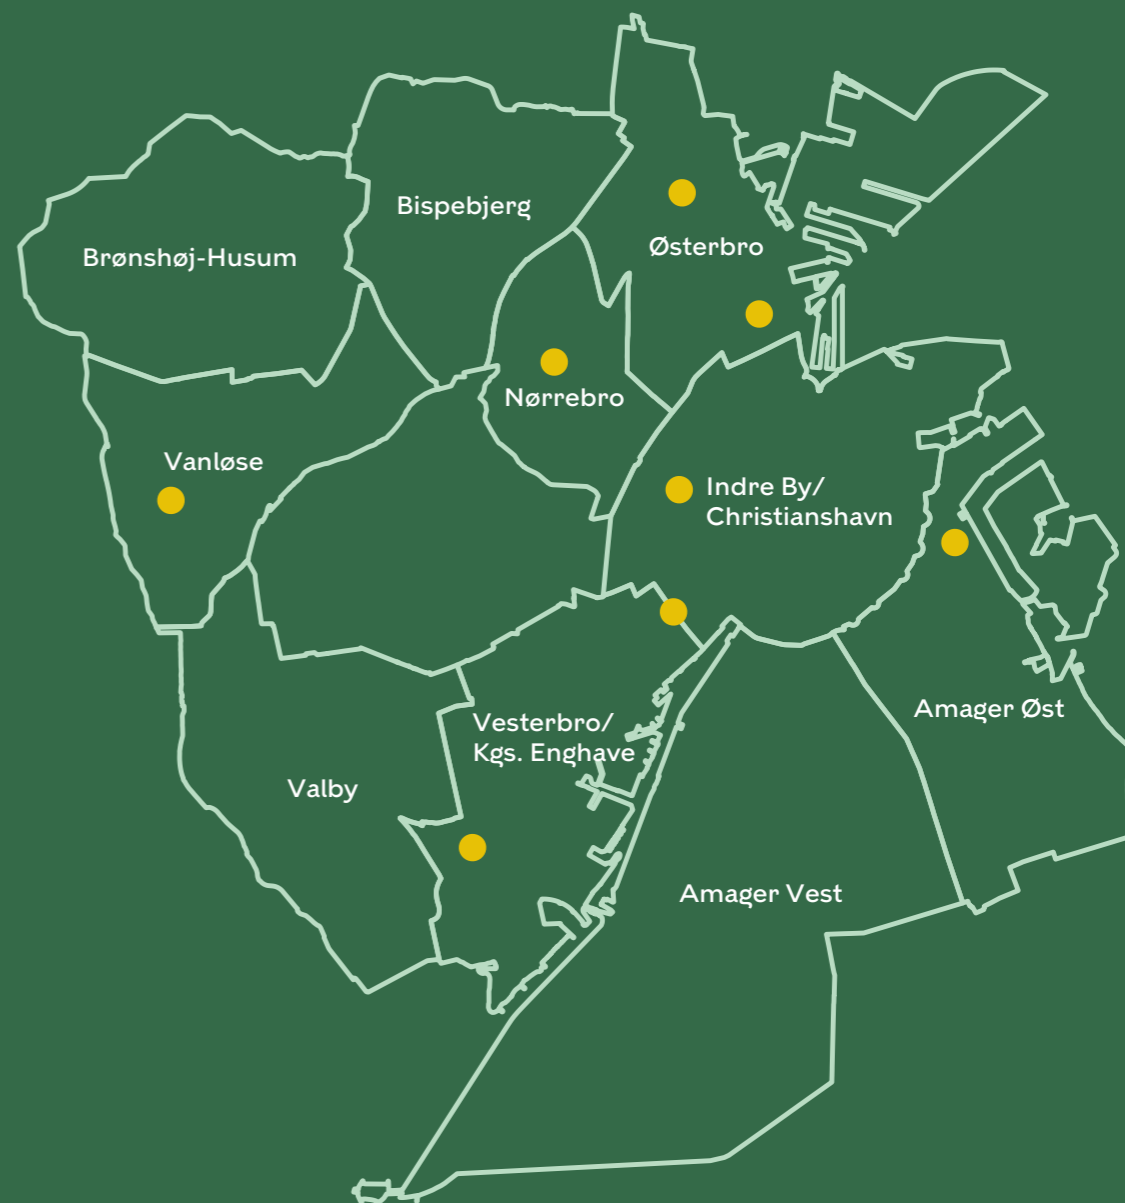 Bispebjerg
Brønshøj-Husum
Østerbro
Nørrebro
Vanløse
Indre By/
Christianshavn
Amager Øst
Vesterbro/
Kgs. Enghave
Valby
Amager Vest